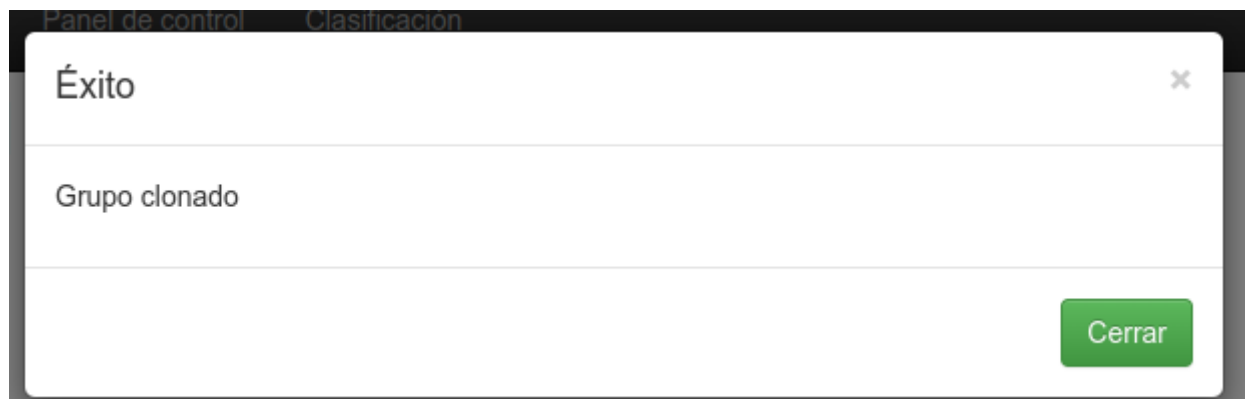 Panel de control Clasificación
Éxito ×
Grupo clonado
Cerrar